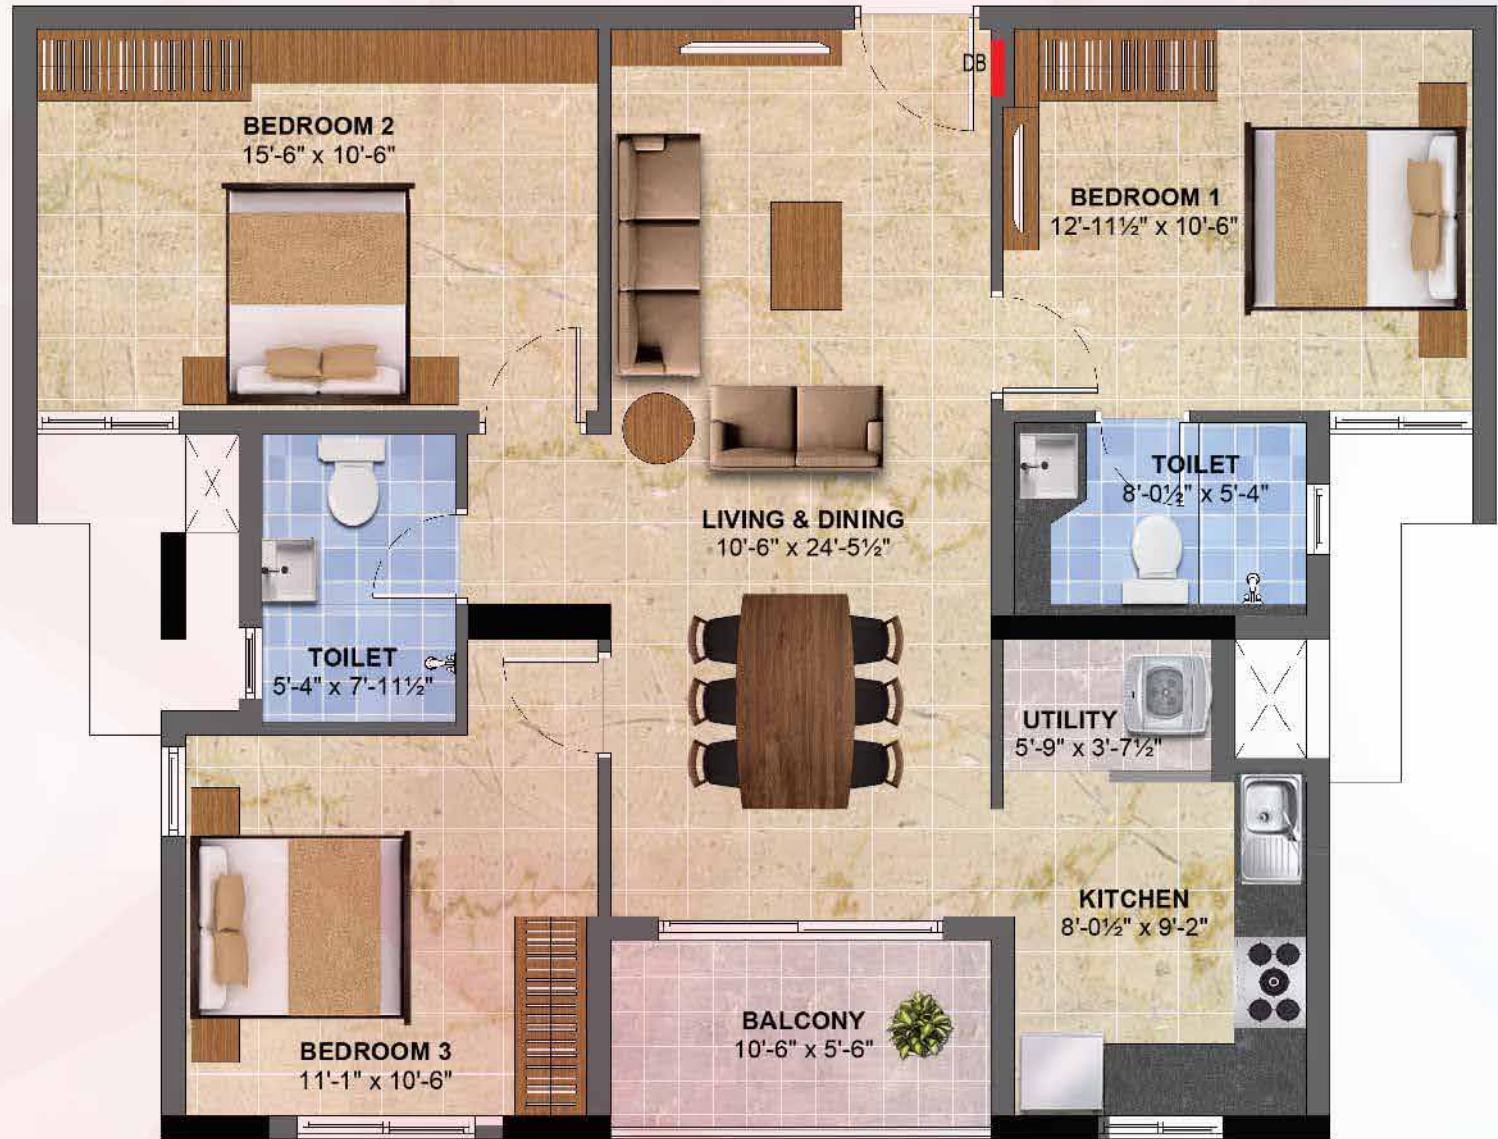 BEDROOM 2
15'-6" x 10'-6"
DB
BEDROOM 1
12'-11½" x 10'-6"
TOILET
8'-0½" x 5'-4"
LIVING & DINING
10'-6" x 24'-5½"
TOILET
5'-4" x 7'-11½"
UTILITY
5'-9" x 3'-7½"
KITCHEN
8'-0½" x 9'-2"
BALCONY
10'-6" x 5'-6"
BEDROOM 3
11'-1" x 10'-6"